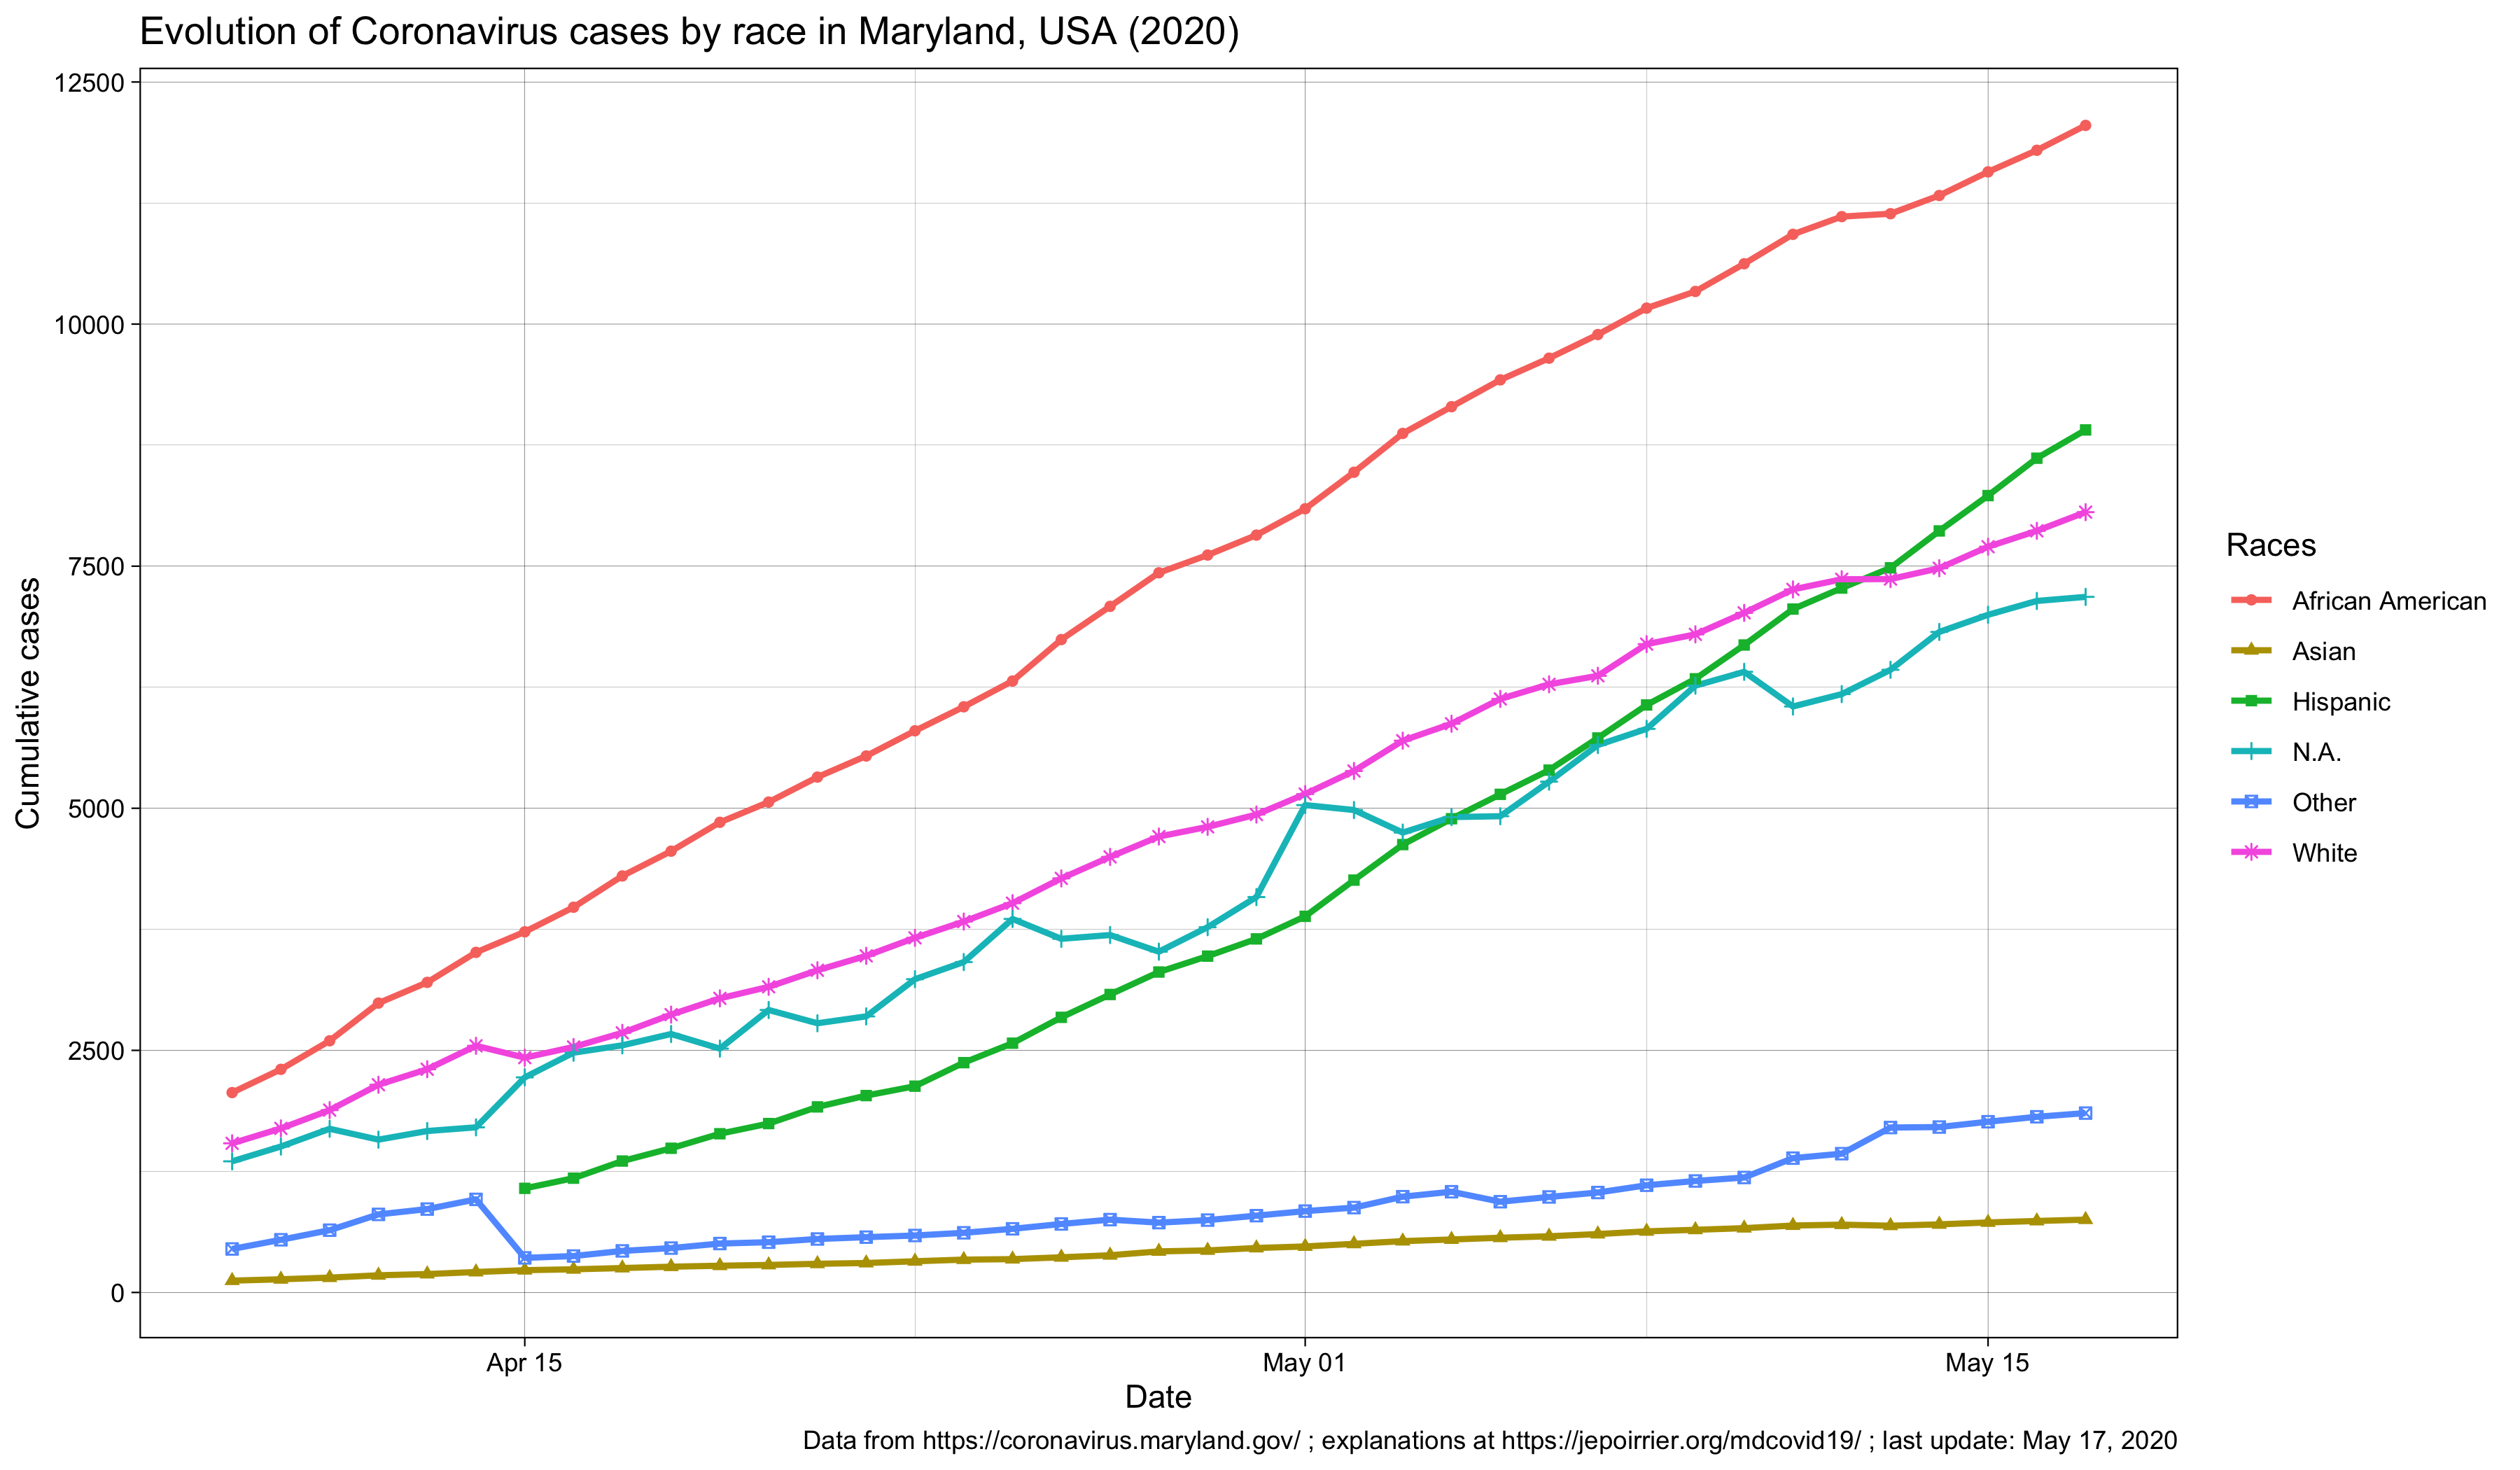 Evolution of Coronavirus cases by race in Maryland, USA (2020)
12500
10000
7500
5000
2500
0
Cumulative cases
Apr 15
May 01
May 15
Date
Races
African American
Asian
Hispanic
N.A.
Other
White
Data from https://coronavirus.maryland.gov/ ; explanations at https://jepoirrier.org/mdcovid19/ ; last update: May 17, 2020